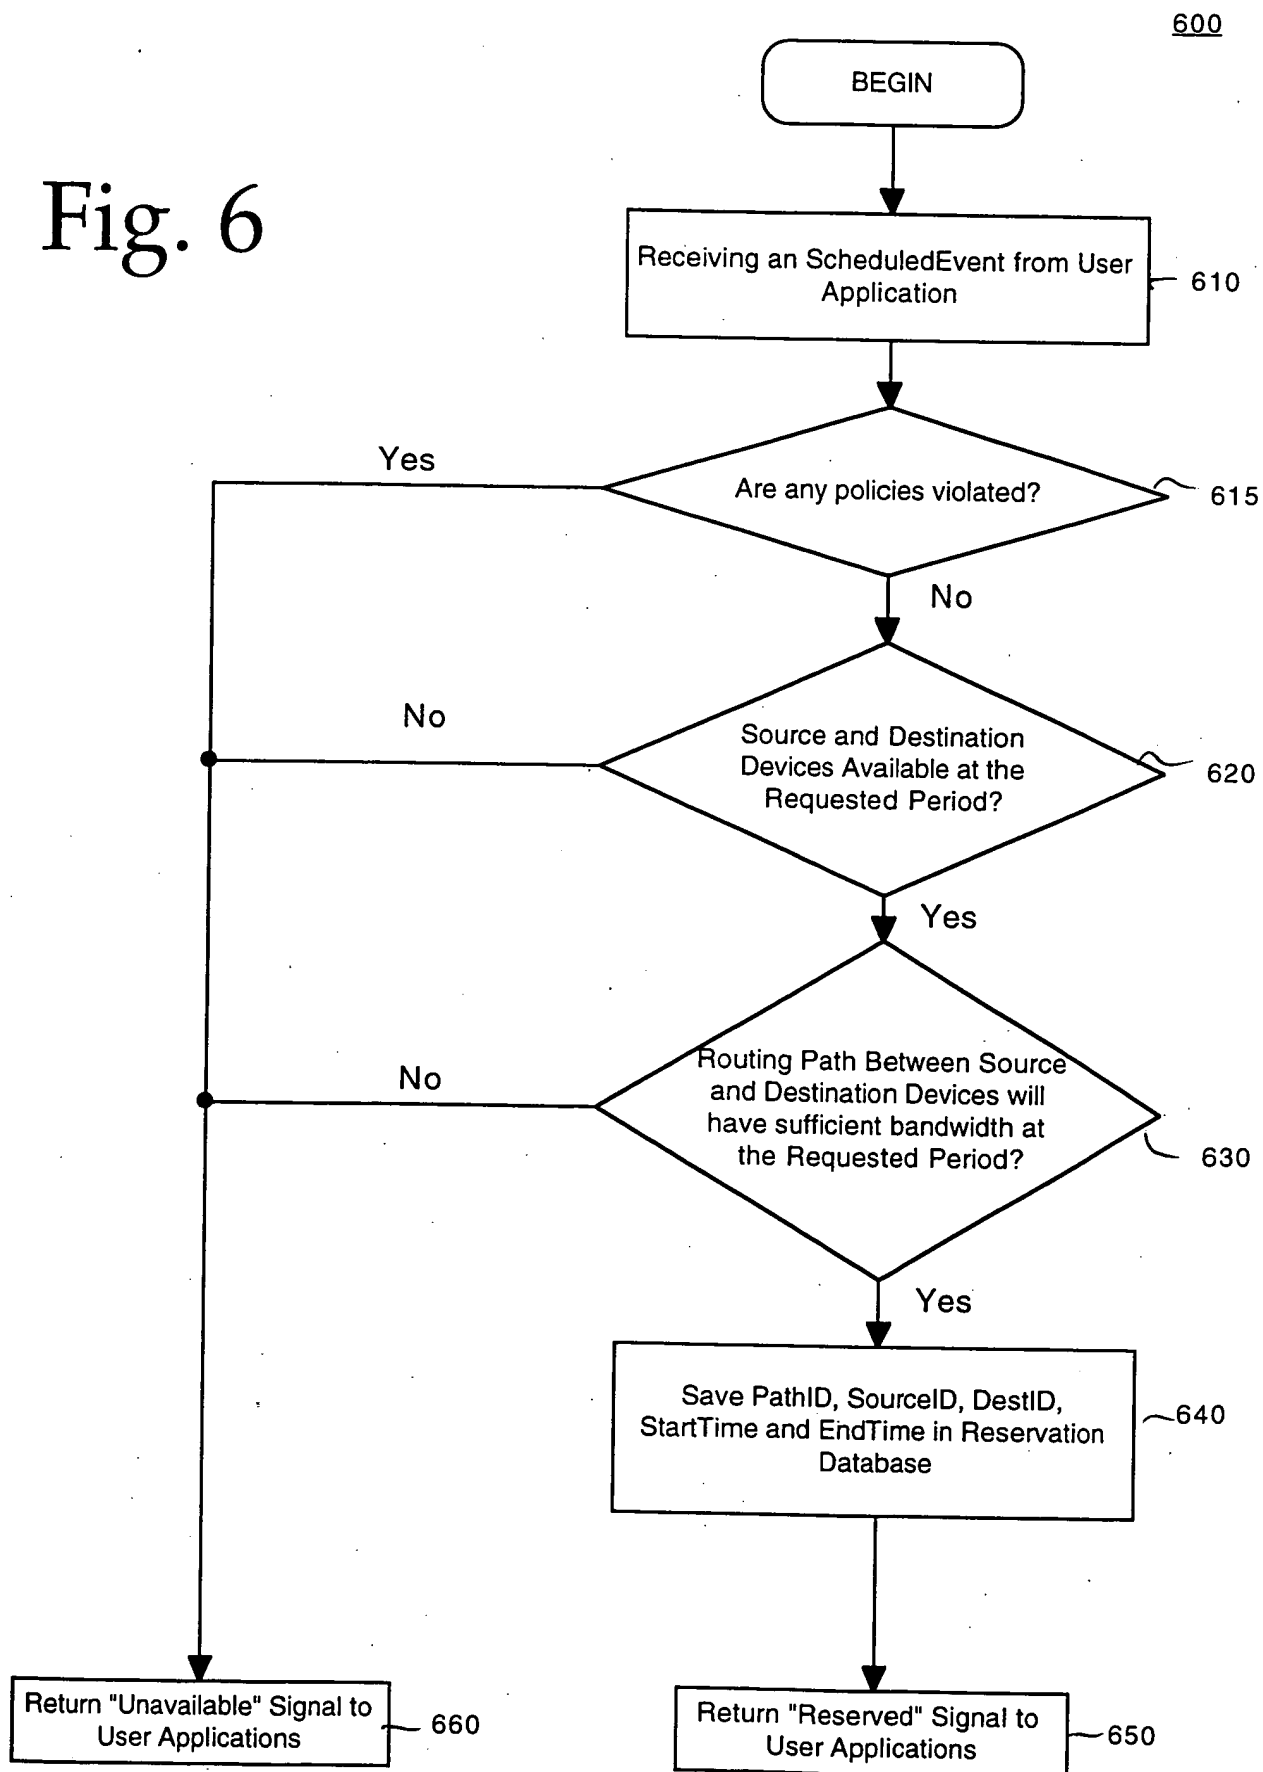 600
BEGIN
Fig. 6
Receiving an ScheduledEvent from User
Application
610
Yes
Are any policies violated?
615
No
No
Source and Destination
Devices Available at the
Requested Period?
620
Yes
No
Routing Path Between Source
and Destination Devices will
have sufficient bandwidth at
the Requested Period?
630
Yes
Save PathID, SourceID, DestID,
StartTime and EndTime in Reservation
Database
640
Return "Unavailable" Signal to
User Applications
660
Return "Reserved" Signal to
User Applications
650